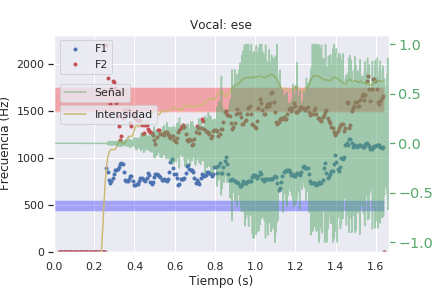 Vocal: ese
F1
F2
Señal
Intensidad
Frecuencia (Hz)
2000
1500
1000
500
0
1.0
0.5
0.0
−0.5
−1.0
0.0 0.2 0.4 0.6 0.8 1.0 1.2 1.4 1.6
Tiempo (s)